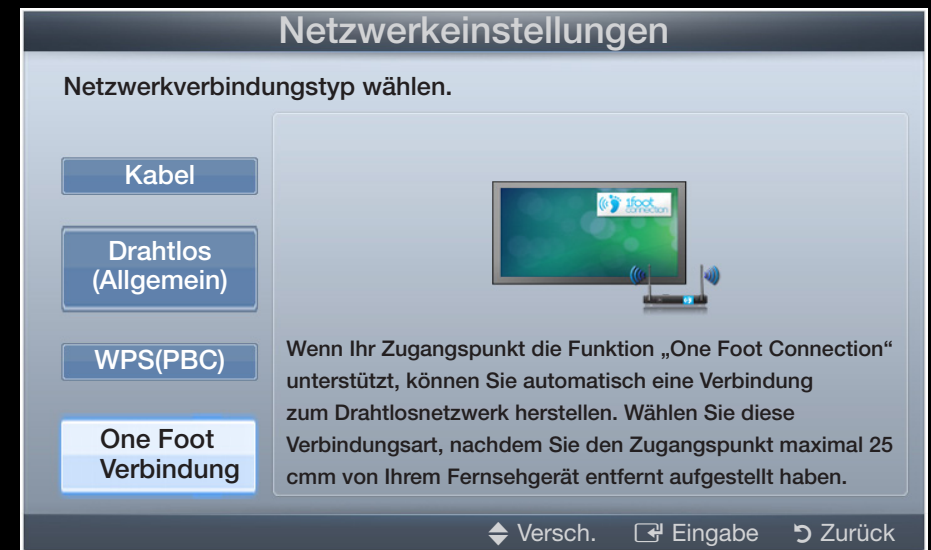 Netzwerkeinstellungen
Netzwerkverbindungstyp wählen.
Kabel
Drahtlos
(Allgemein)
WPS(PBC)
One Foot
Verbindung
1foot
connection
Wenn Ihr Zugangspunkt die Funktion „One Foot Connection“
unterstützt, können Sie automatisch eine Verbindung
zum Drahtlosnetzwerk herstellen. Wählen Sie diese
Verbindungsart, nachdem Sie den Zugangspunkt maximal 25
cmm von Ihrem Fernsehgerät entfernt aufgestellt haben.
Versch. Eingabe Zurück